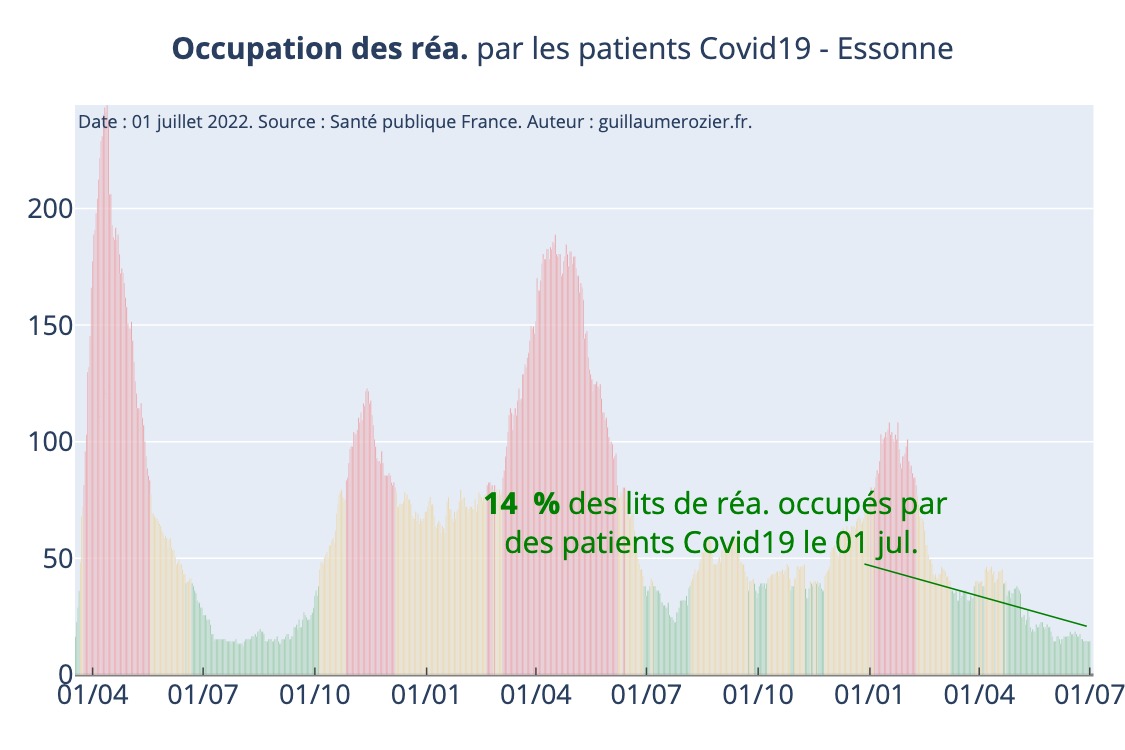 Occupation des réa. par les patients Covid19 - Essonne
Date : 01 juillet 2022. Source : Santé publique France. Auteur : guillaumerozier.fr.
200
150
100
50
0
14 % des lits de réa. occupés par
des patients Covid19 le 01 jul.
01/04 01/07 01/10 01/01 01/04 01/07 01/10 01/01 01/04 01/07